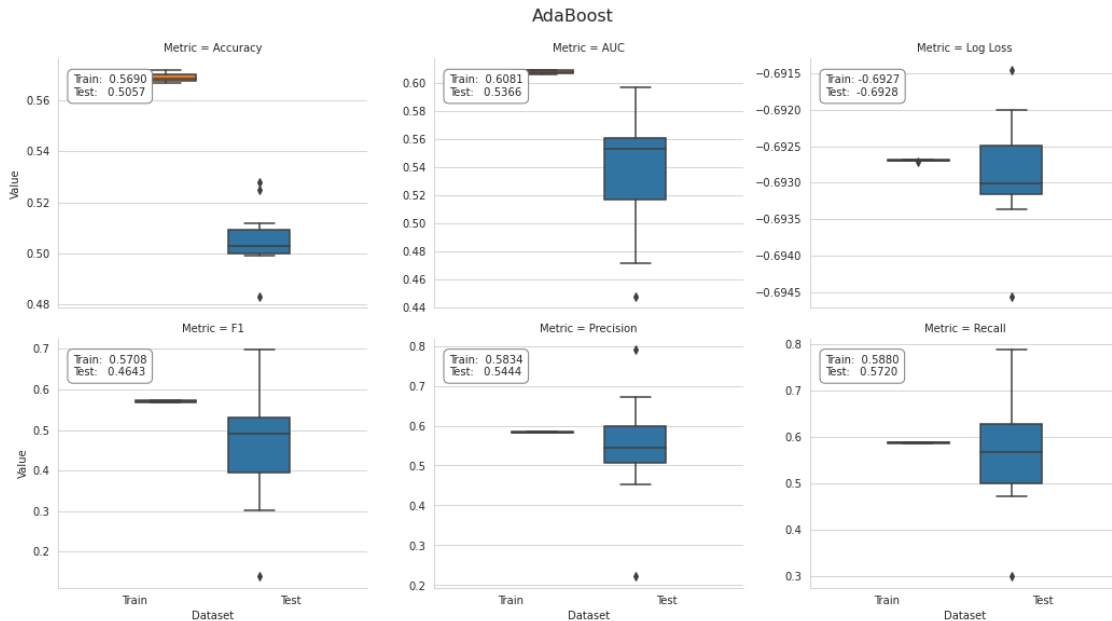 AdaBoost
Metric = Accuracy
Value
0.56
0.54
0.52
0.50
0.48
Train: 0.5690
Test: 0.5057
Metric = AUC
0.60
0.58
0.56
0.54
0.52
0.50
0.48
0.46
0.44
Train: 0.6081
Test: 0.5366
Metric = Log Loss
−0.6915
−0.6920
−0.6925
−0.6930
−0.6935
−0.6940
−0.6945
Train: -0.6927
Test: -0.6928
Metric = F1
Value
0.7
0.6
0.5
0.4
0.3
0.2
Train: 0.5708
Test: 0.4643
Train
Test
Dataset
Metric = Precision
0.8
0.7
0.6
0.5
0.4
0.3
0.2
Train: 0.5834
Test: 0.5444
Train
Test
Dataset
Metric = Recall
0.8
0.7
0.6
0.5
0.4
0.3
Train: 0.5880
Test: 0.5720
Train
Test
Dataset